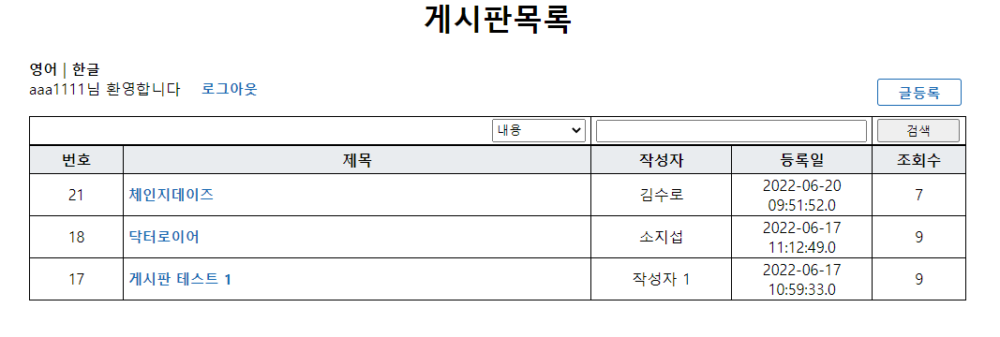 게시판목록
영어 | 한글
aaa1111님 환영합니다 로그아웃
글등록
내용 검색
번호 제목 작성자 등록일 조회수
21 체인지데이즈 김수로 2022-06-20 09:51:52.0 7
18 닥터로이어 소지섭 2022-06-17 11:12:49.0 9
17 게시판 테스트 1 작성자 1 2022-06-17 10:59:33.0 9